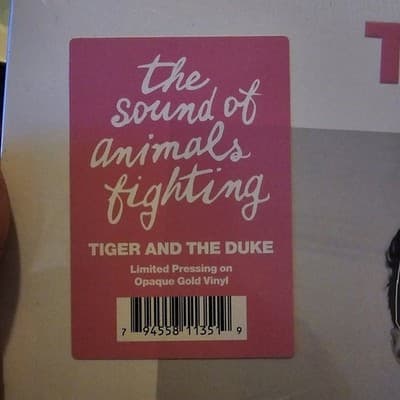 the
sound of
animals
fighting
TIGER AND THE DUKE
Limited Pressing on
Opaque Gold Vinyl
7 94558 11351 9
T